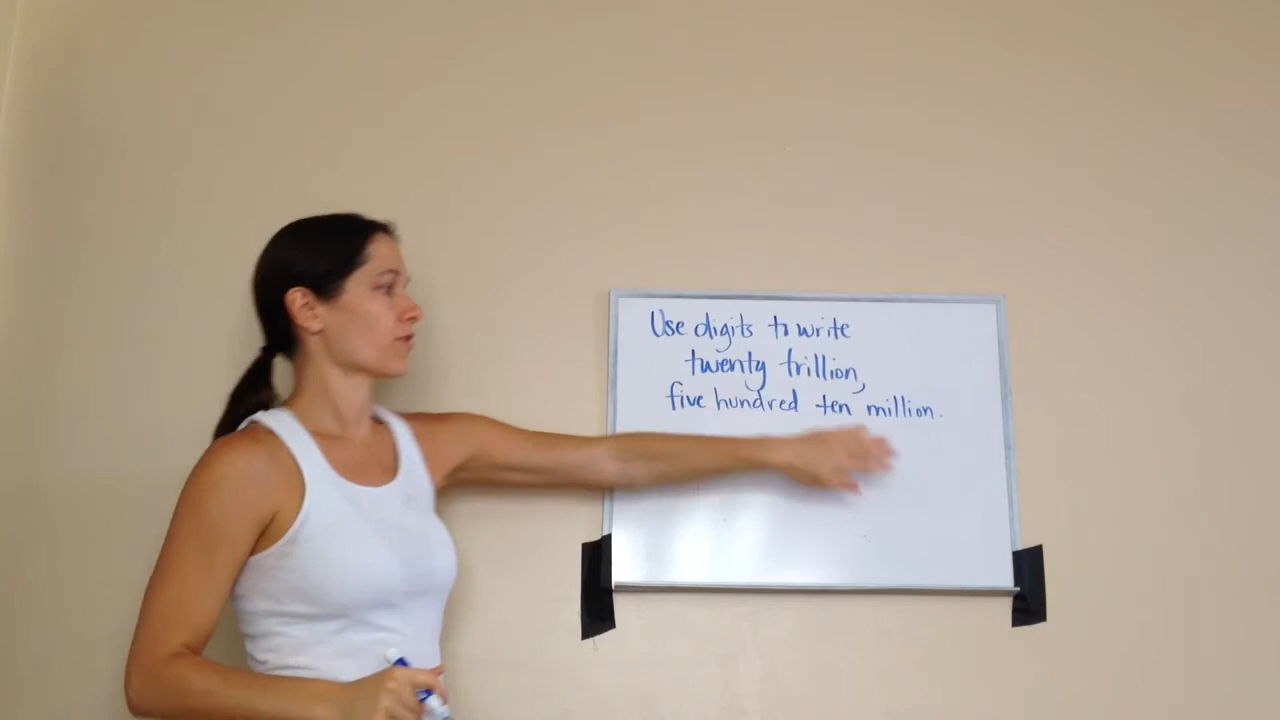 Use digits to write
twenty trillion,
five hundred ten million.